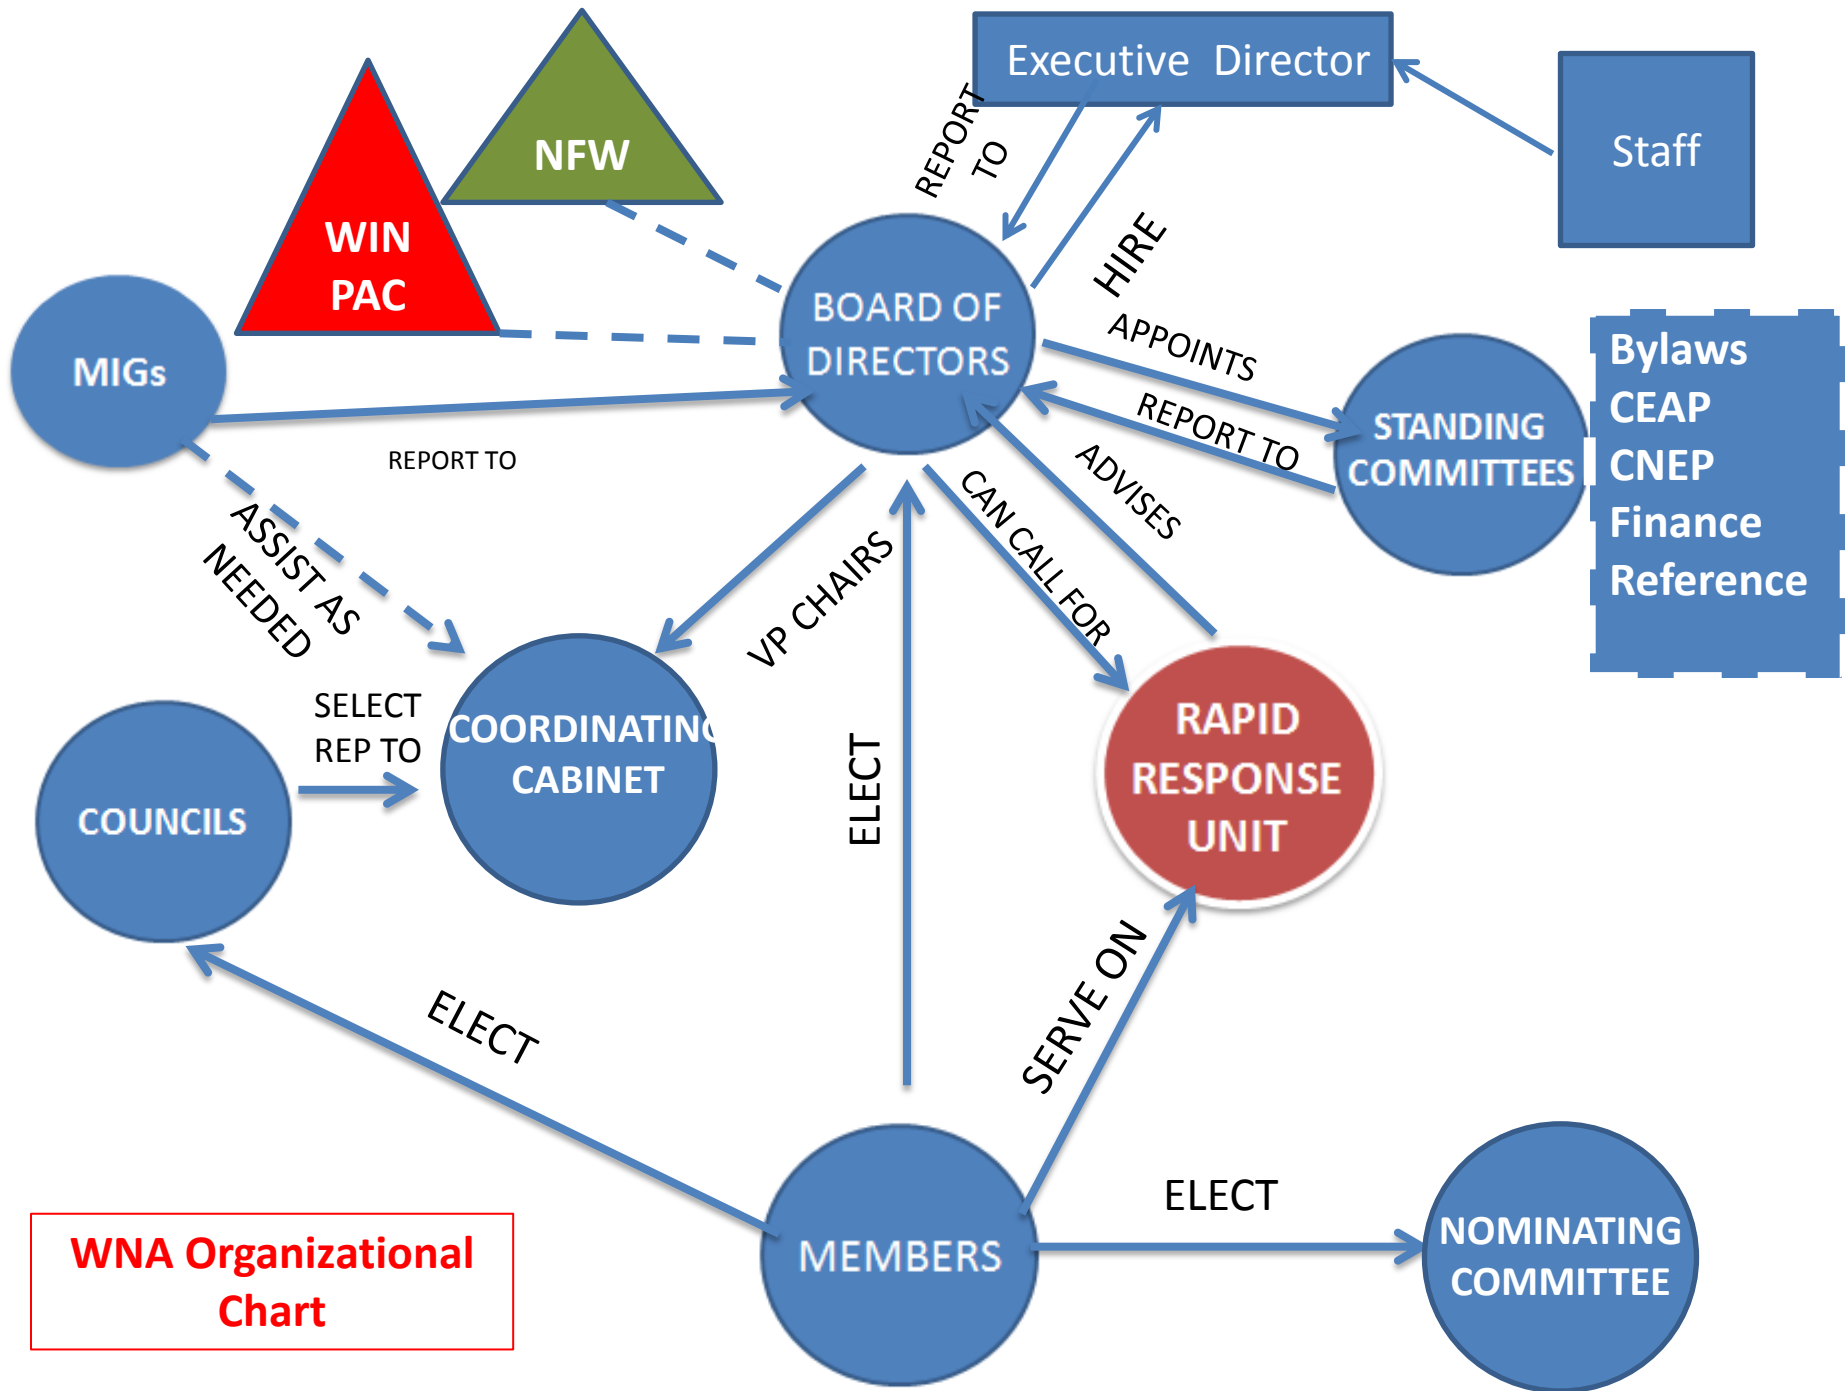 Executive Director
Staff
NFW
WIN
PAC
REPORT
TO
HIRE
BOARD OF
DIRECTORS
MIGs
REPORT TO
APPOINTS
REPORT TO
STANDING
COMMITTEES
Bylaws
CEAP
CNEP
Finance
Reference
ADVISES
CAN CALL FOR
VP CHAIRS
ASSIST AS
NEEDED
SELECT
REP TO
COORDINATING
CABINET
COUNCILS
ELECT
RAPID
RESPONSE
UNIT
ELECT
SERVE ON
ELECT
MEMBERS
NOMINATING
COMMITTEE
WNA Organizational
Chart